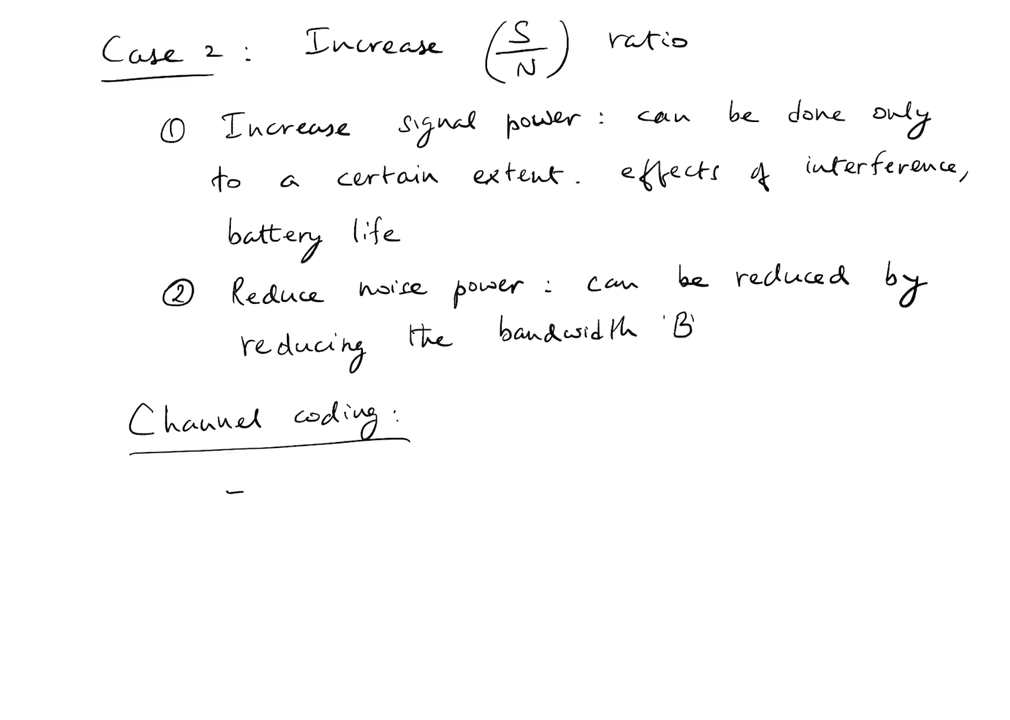 Case 2 : Increase (S/N) ratio
① Increase signal power : can be done only
to a certain extent. effects of interference,
battery life
② Reduce noise power : can be reduced by
reducing the bandwidth 'B'
Channel coding :
–